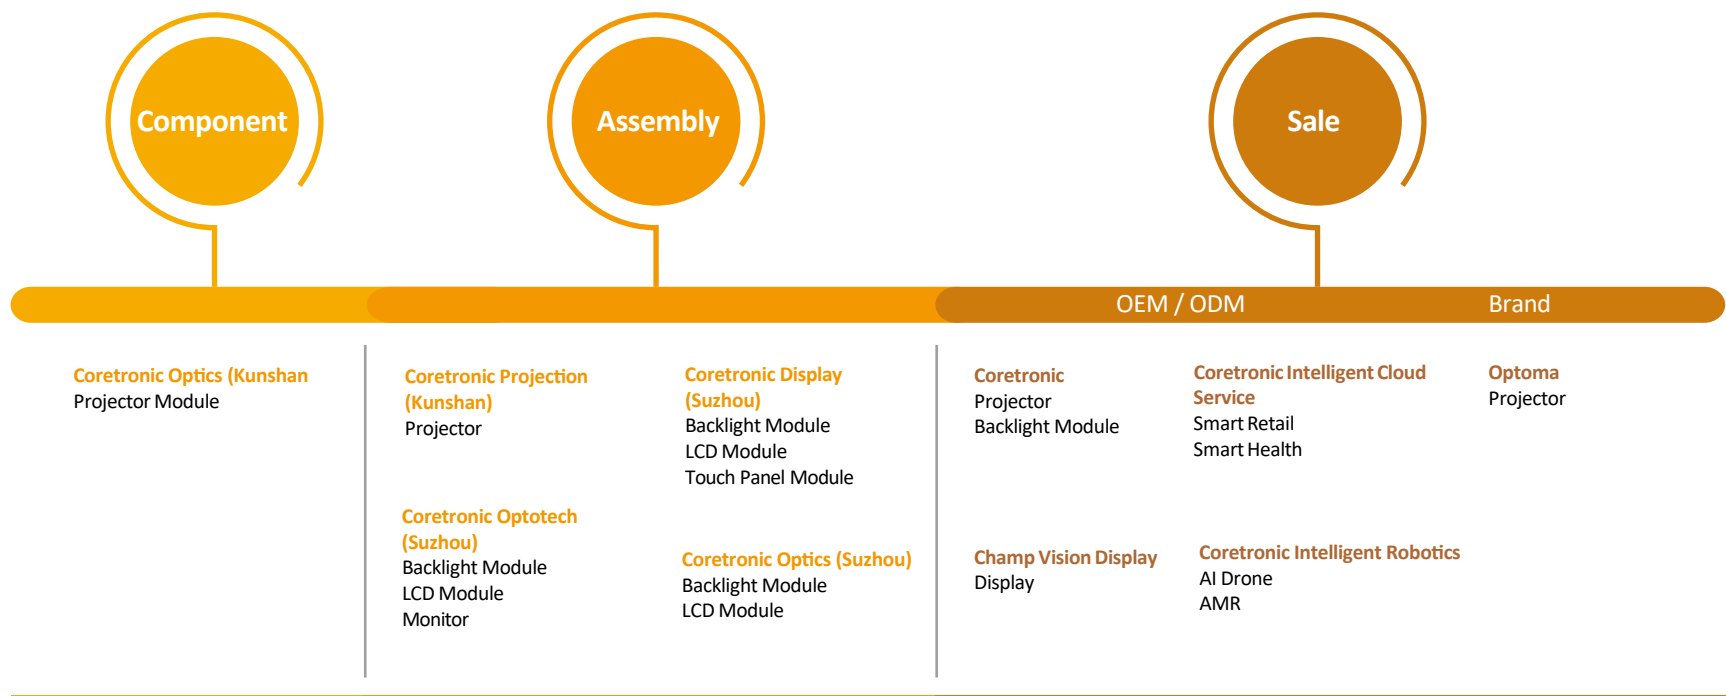 Component
Assembly
Sale
OEM / ODM
Brand
Coretronic Optics (Kunshan
Projector Module
Coretronic Projection
(Kunshan)
Projector
Coretronic Optotech
(Suzhou)
Backlight Module
LCD Module
Monitor
Coretronic Display
(Suzhou)
Backlight Module
LCD Module
Touch Panel Module
Coretronic Optics (Suzhou)
Backlight Module
LCD Module
Coretronic
Projector
Backlight Module
Champ Vision Display
Display
Coretronic Intelligent Cloud
Service
Smart Retail
Smart Health
Coretronic Intelligent Robotics
AI Drone
AMR
Optoma
Projector